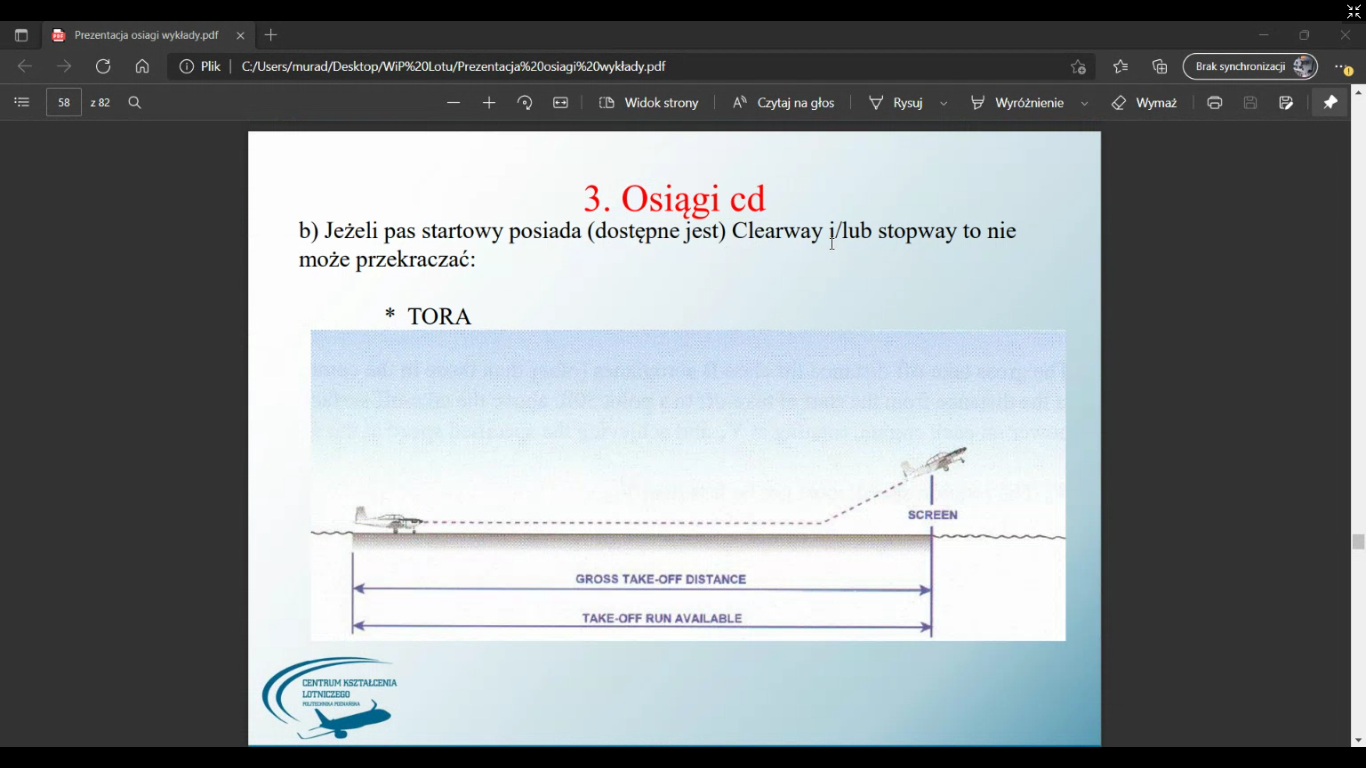 Prezentacja osiagi wykłady.pdf
Plik
C:/Users/murad/Desktop/WiP%20Lotu/Prezentacja%20osiagi%20wykłady.pdf
Brak synchronizacji
58 z 82
Widok strony
Czytaj na głos
Rysuj
Wyróżnienie
Wymaż
3. Osiągi cd
b) Jeżeli pas startowy posiada (dostępne jest) Clearway i/lub stopway to nie
może przekraczać:
* TORA
SCREEN
GROSS TAKE-OFF DISTANCE
TAKE-OFF RUN AVAILABLE
CENTRUM KSZTAŁCENIA
LOTNICZEGO
POLITECHNIKA POZNAŃSKA